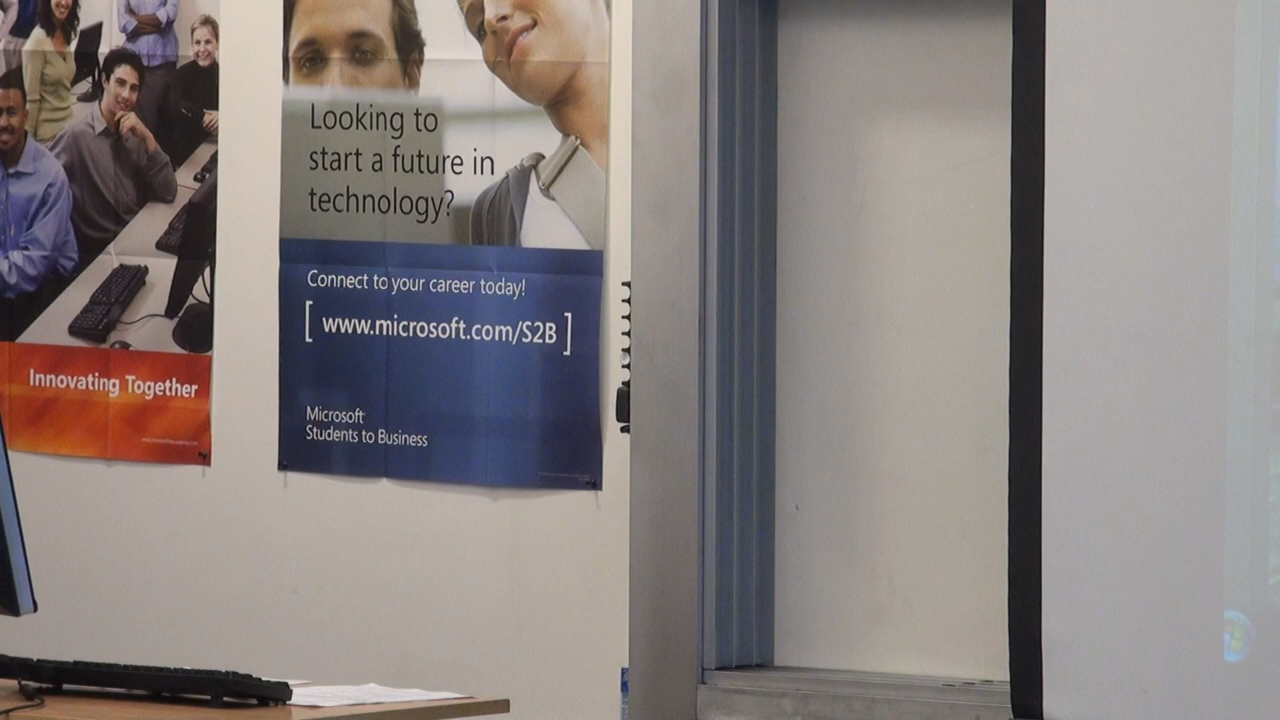 Looking to
start a future in
technology?
Connect to your career today!
[ www.microsoft.com/S2B ]
Microsoft
Students to Business
Innovating Together